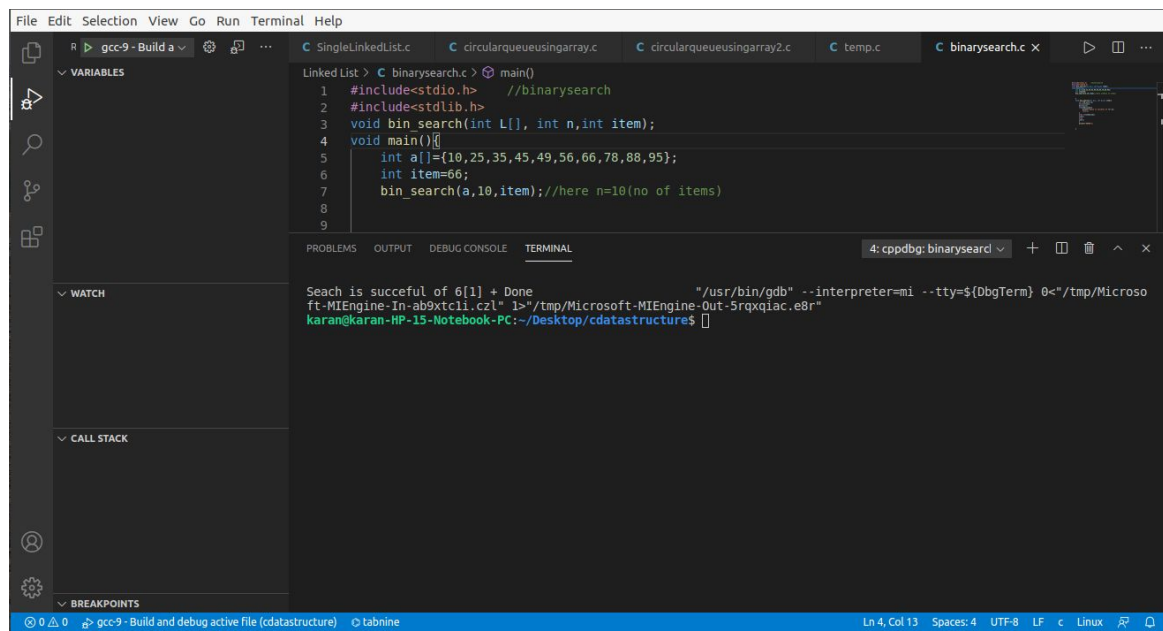 File Edit Selection View Go Run Terminal Help
R gcc-9 - Build a
VARIABLES
WATCH
CALL STACK
BREAKPOINTS
C SingleLinkedList.c C circularqueueusingarray.c C circularqueueusingarray2.c C temp.c C binarysearch.c
Linked List > C binarysearch.c > main()
1 #include<stdio.h> //binarysearch
2 #include<stdlib.h>
3 void bin_search(int L[], int n,int item);
4 void main(){
5 int a[]={10,25,35,45,49,56,66,78,88,95};
6 int item=66;
7 bin_search(a,10,item);//here n=10(no of items)
8
9
PROBLEMS OUTPUT DEBUG CONSOLE TERMINAL 4: cppdbg: binarysearcl
Seach is succeful of 6[1] + Done "/usr/bin/gdb" --interpreter=mi --tty=${DbgTerm} 0<"/tmp/Microso
ft-MIEngine-In-ab9xtc1i.czl" 1>"/tmp/Microsoft-MIEngine-Out-5rqxqiac.e8r"
karan@karan-HP-15-Notebook-PC:~/Desktop/cdatastructure$
0 0 gcc-9 - Build and debug active file (cdatastructure) tabnine Ln 4, Col 13 Spaces: 4 UTF-8 LF c Linux